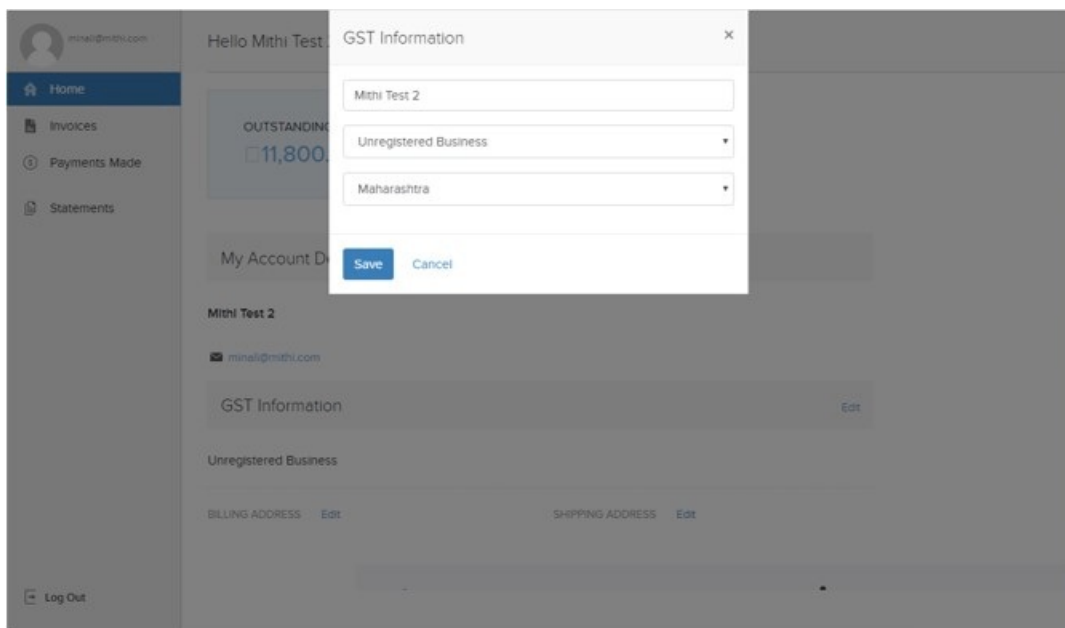 minali@mithi.com
Hello Mithi Test
GST Information ×
Home
Mithi Test 2
Invoices
OUTSTANDING
Unregistered Business
11,800.
Payments Made
Maharashtra
Statements
My Account De
Save Cancel
Mithi Test 2
minali@mithi.com
GST Information Edit
Unregistered Business
BILLING ADDRESS Edit SHIPPING ADDRESS Edit
Log Out